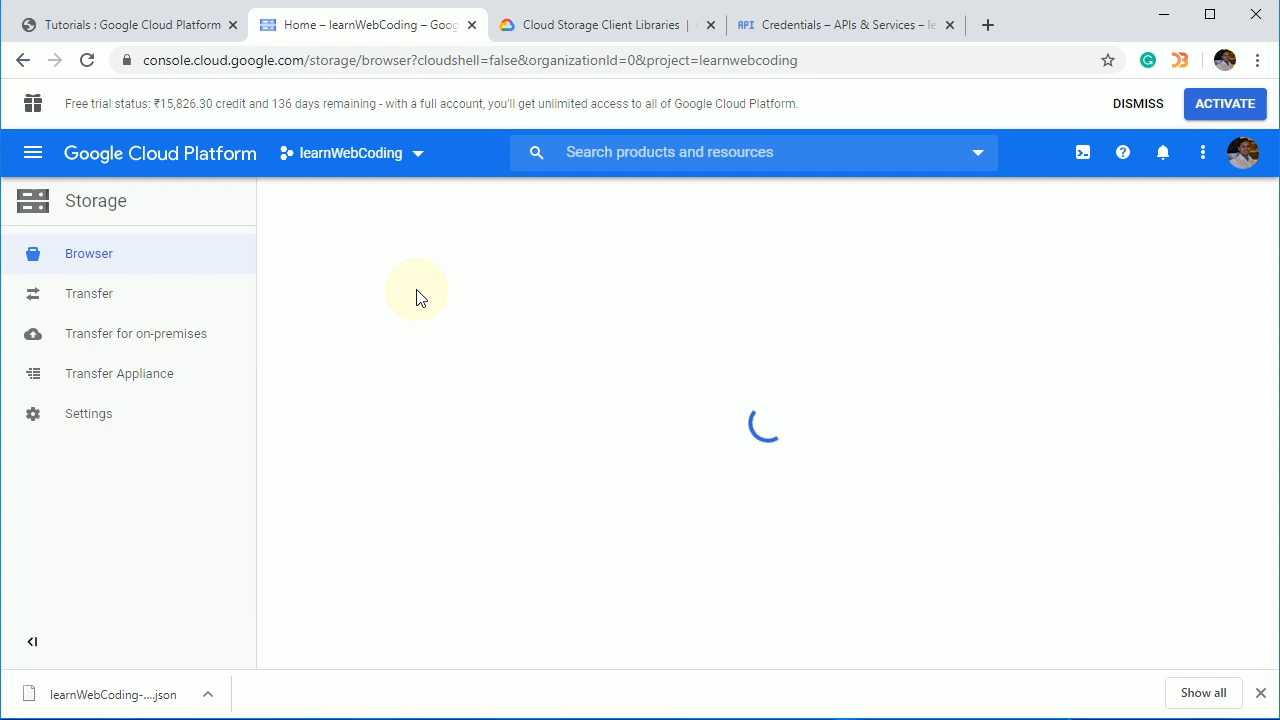 Tutorials : Google Cloud Platform
Home – learnWebCoding – Goog
Cloud Storage Client Libraries |
API Credentials – APIs & Services – le
console.cloud.google.com/storage/browser?cloudshell=false&organizationId=0&project=learnwebcoding
Free trial status: ₹15,826.30 credit and 136 days remaining - with a full account, you'll get unlimited access to all of Google Cloud Platform.
DISMISS
ACTIVATE
Google Cloud Platform
learnWebCoding
Search products and resources
Storage
Browser
Transfer
Transfer for on-premises
Transfer Appliance
Settings
learnWebCoding-....json
Show all